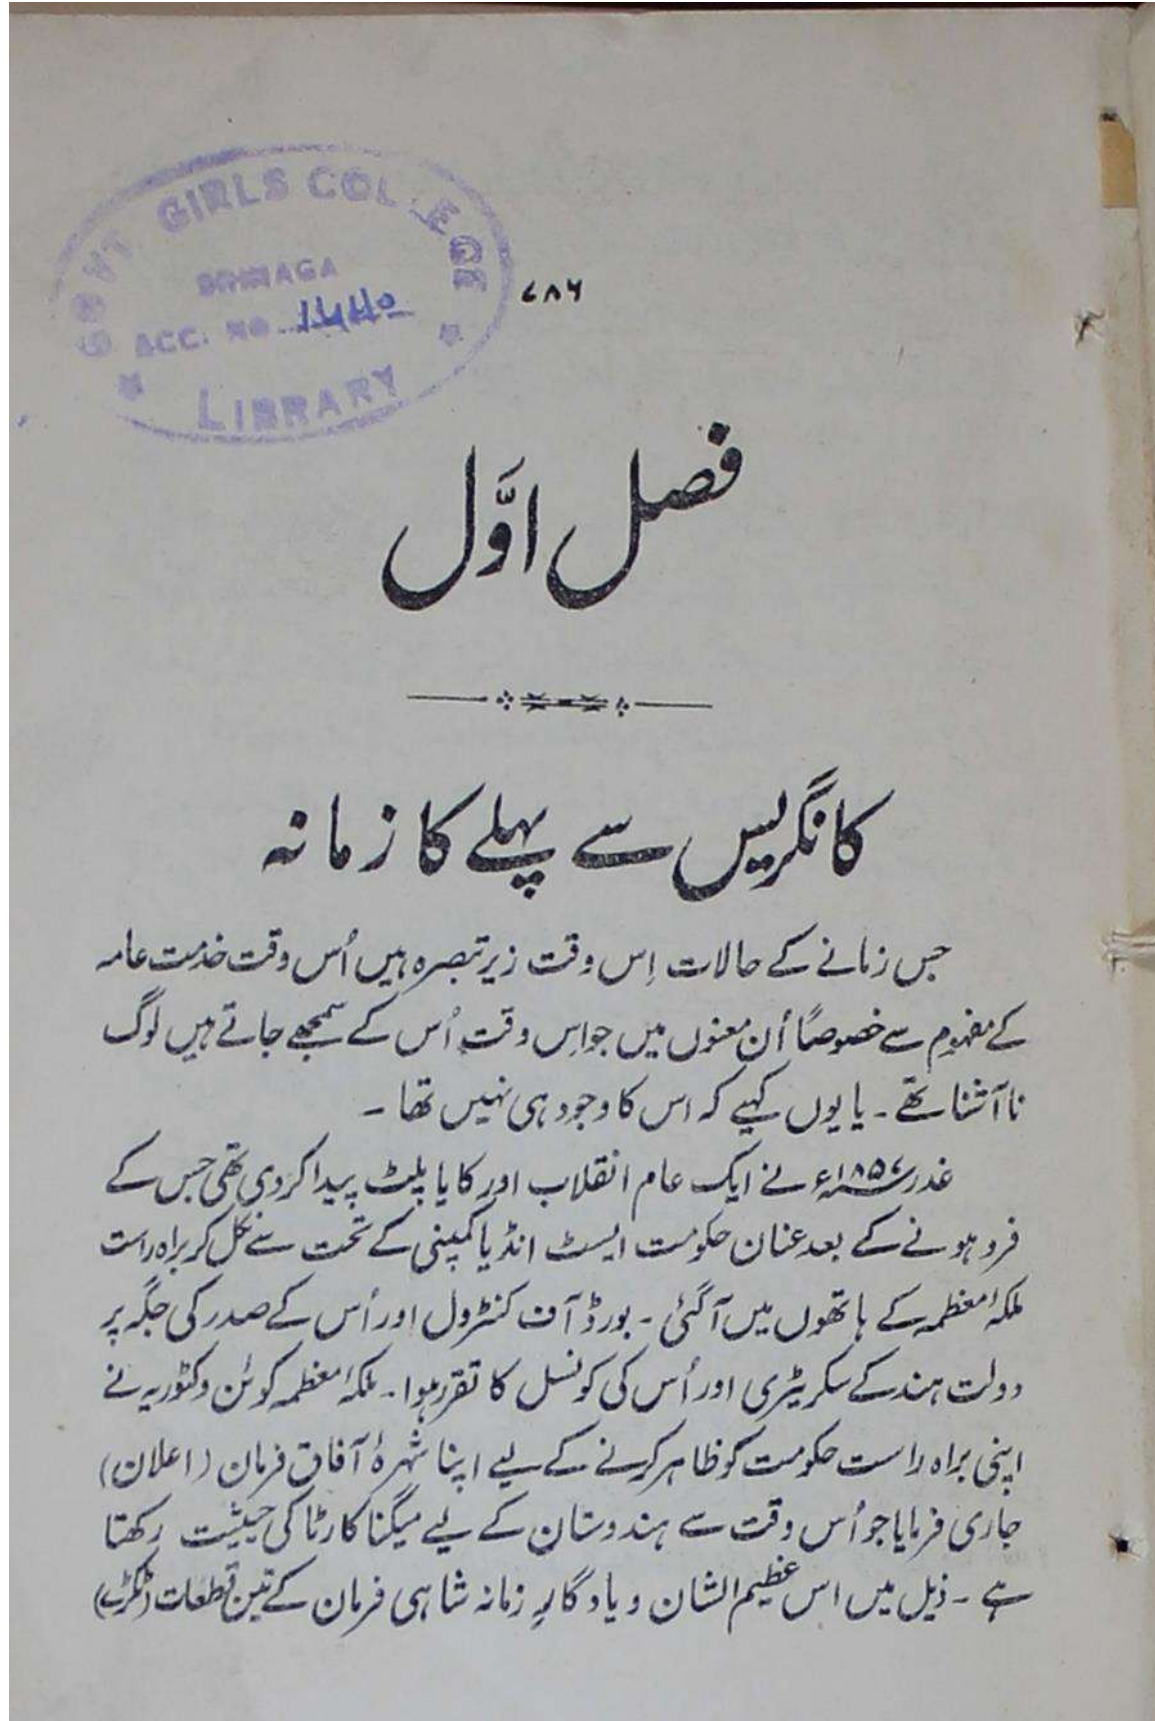 GOVT GIRLS COLLEGE
SRINAGA
ACC. NO.
LIBRARY
۷۸۶
فصل اوّل
کانگریس سے پہلے کا زمانہ
جس زمانے کے حالات اِس وقت زیر تبصرہ ہیں اُس وقت خدمت عامہ
کے مفہوم سے خصوصاً اُن معنوں میں جو اِس وقت اُس کے سمجھے جاتے ہیں لوگ
نا آشنا تھے ۔ یا یوں کہیے کہ اس کا وجود ہی نہیں تھا ۔
غدر ۱۸۵۷ء نے ایک عام انقلاب اور کایا پلٹ پیدا کر دی تھی جس کے
فرو ہونے کے بعد عنان حکومت ایسٹ انڈیا کمپنی کے تحت سے نکل کر براہ راست
ملکۂ معظمہ کے ہاتھوں میں آ گئی ۔ بورڈ آف کنٹرول اور اُس کے صدر کی جگہ پر
دولت ہند کے سکریٹری اور اُس کی کونسل کا تقرر ہوا ۔ ملکۂ معظمہ کوئن وکٹوریہ نے
اپنی براہ راست حکومت کو ظاہر کرنے کے لیے اپنا شہرۂ آفاق فرمان (اعلان)
جاری فرمایا جو اُس وقت سے ہندوستان کے لیے میگنا کارٹا کی حیثیت رکھتا
ہے ۔ ذیل میں اس عظیم الشان و یادگارِ زمانہ شاہی فرمان کے تین قطعات (ٹکڑے)